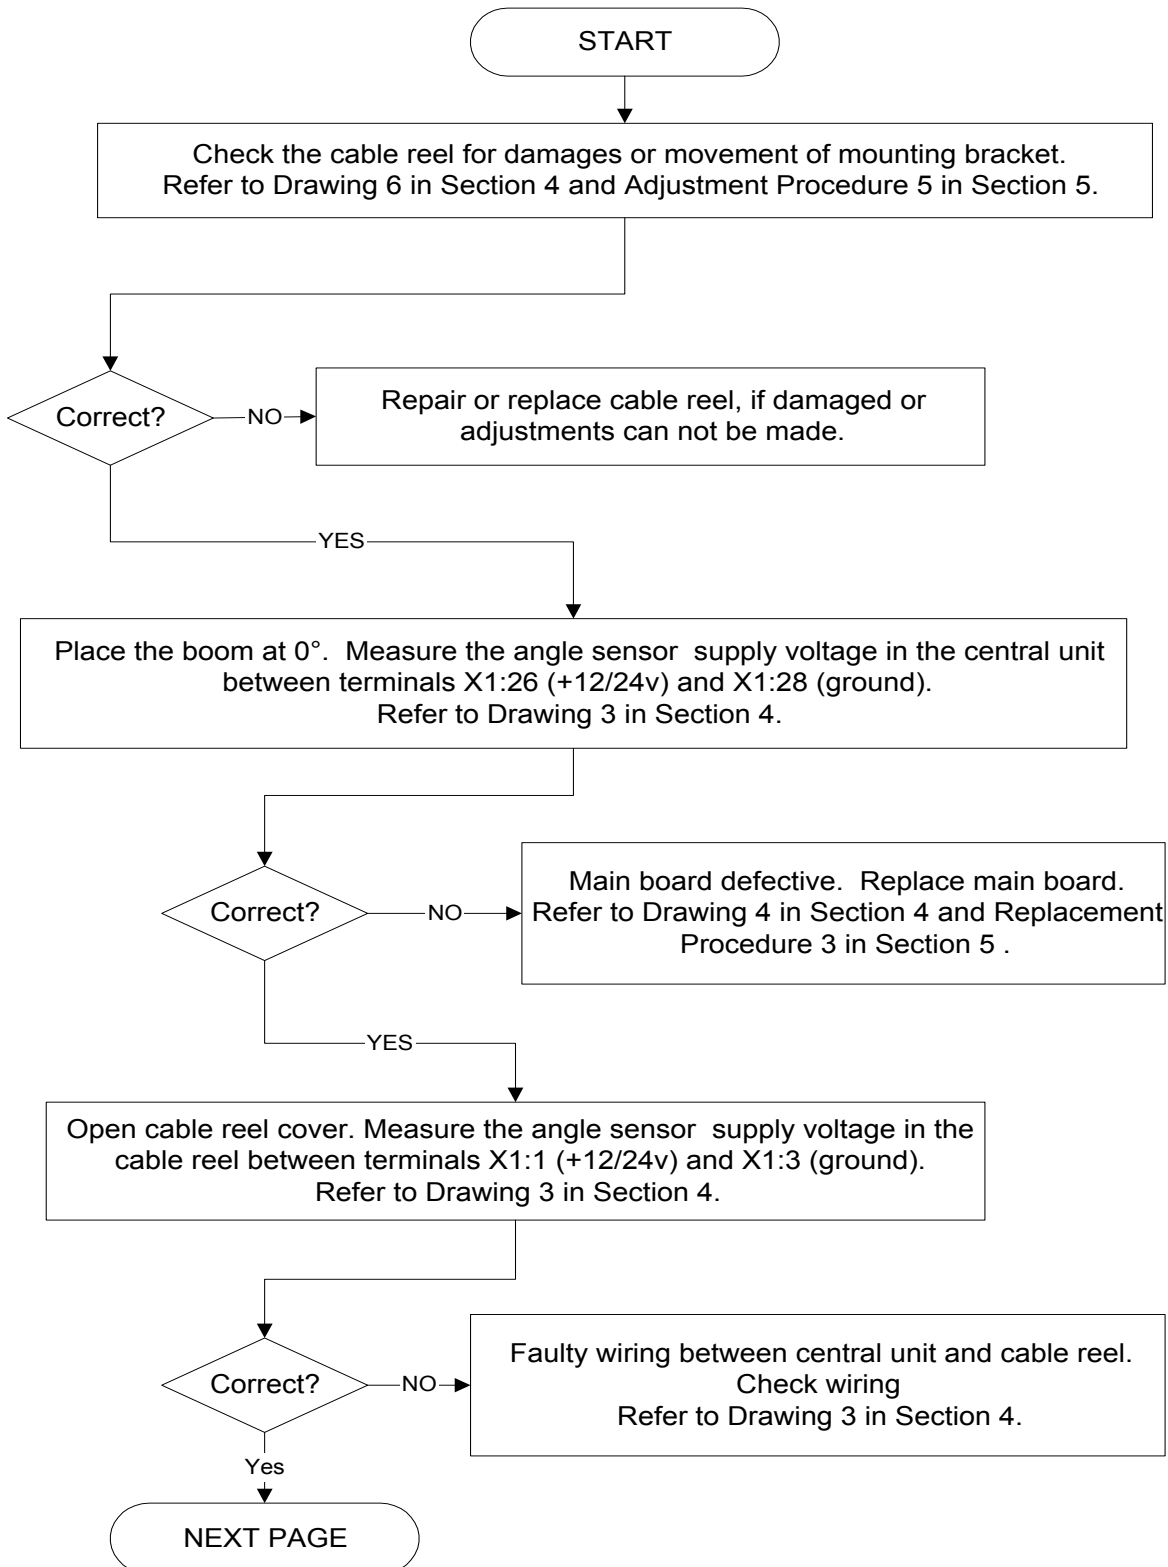 START
Check the cable reel for damages or movement of mounting bracket.
Refer to Drawing 6 in Section 4 and Adjustment Procedure 5 in Section 5.
Correct?
NO
Repair or replace cable reel, if damaged or
adjustments can not be made.
YES
Place the boom at 0°.  Measure the angle sensor  supply voltage in the central unit
between terminals X1:26 (+12/24v) and X1:28 (ground).
Refer to Drawing 3 in Section 4.
Correct?
NO
Main board defective.  Replace main board.
Refer to Drawing 4 in Section 4 and Replacement
Procedure 3 in Section 5 .
YES
Open cable reel cover. Measure the angle sensor  supply voltage in the
cable reel between terminals X1:1 (+12/24v) and X1:3 (ground).
Refer to Drawing 3 in Section 4.
Correct?
NO
Faulty wiring between central unit and cable reel.
Check wiring
Refer to Drawing 3 in Section 4.
Yes
NEXT PAGE